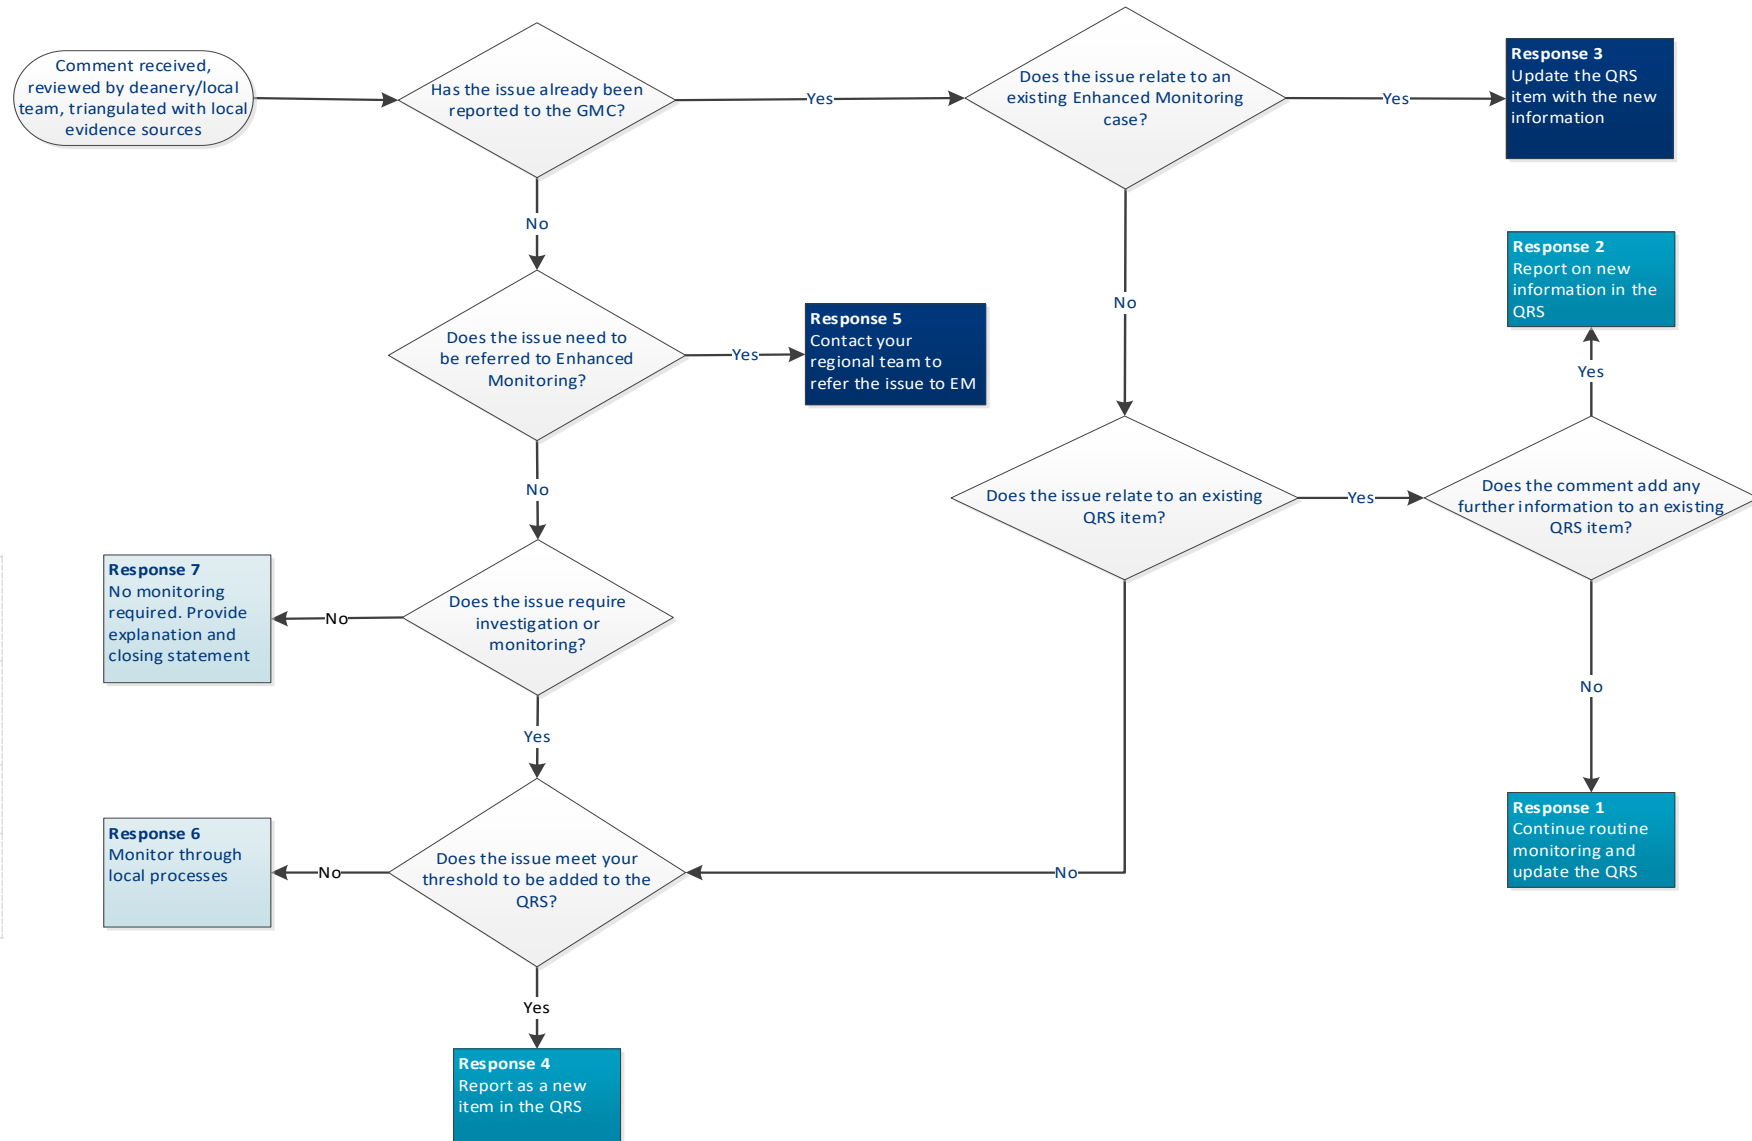 Comment received,
reviewed by deanery/local
team, triangulated with local
evidence sources
Has the issue already been
reported to the GMC?
Yes
Does the issue relate to an
existing Enhanced Monitoring
case?
Yes
Response 3
Update the QRS
item with the new
information
No
No
Response 2
Report on new
information in the
QRS
Yes
Does the issue need to
be referred to Enhanced
Monitoring?
Yes
Response 5
Contact your
regional team to
refer the issue to EM
No
Does the issue relate to an existing
QRS item?
Yes
Does the comment add any
further information to an existing
QRS item?
Response 7
No monitoring
required. Provide
explanation and
closing statement
No
Does the issue require
investigation or
monitoring?
No
Yes
Response 1
Continue routine
monitoring and
update the QRS
Response 6
Monitor through
local processes
No
Does the issue meet your
threshold to be added to the
QRS?
No
Yes
Response 4
Report as a new
item in the QRS